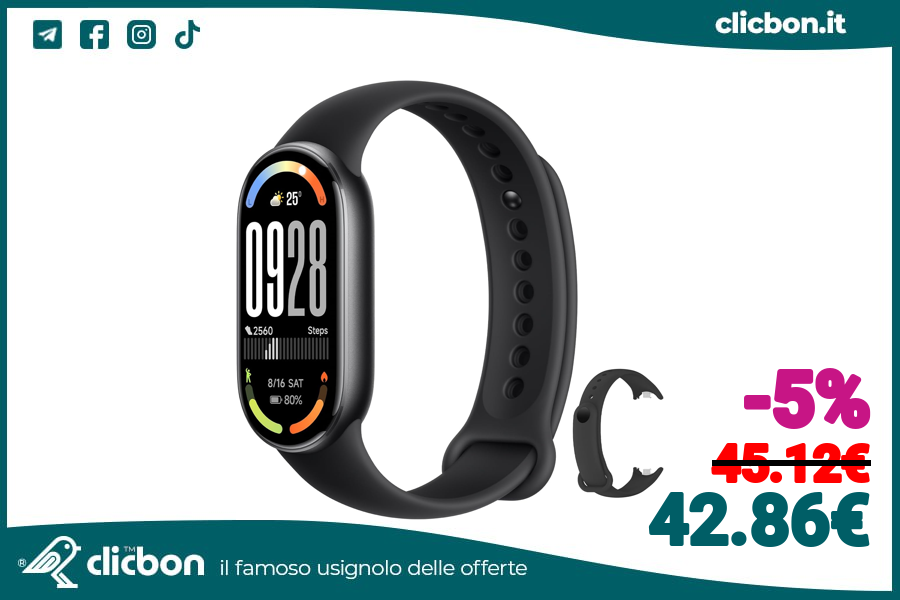 clicbon.it
25°
0928
2560 Steps
8/16 SAT
80%
-5%
45.12€
42.86€
® clicbon™ il famoso usignolo delle offerte